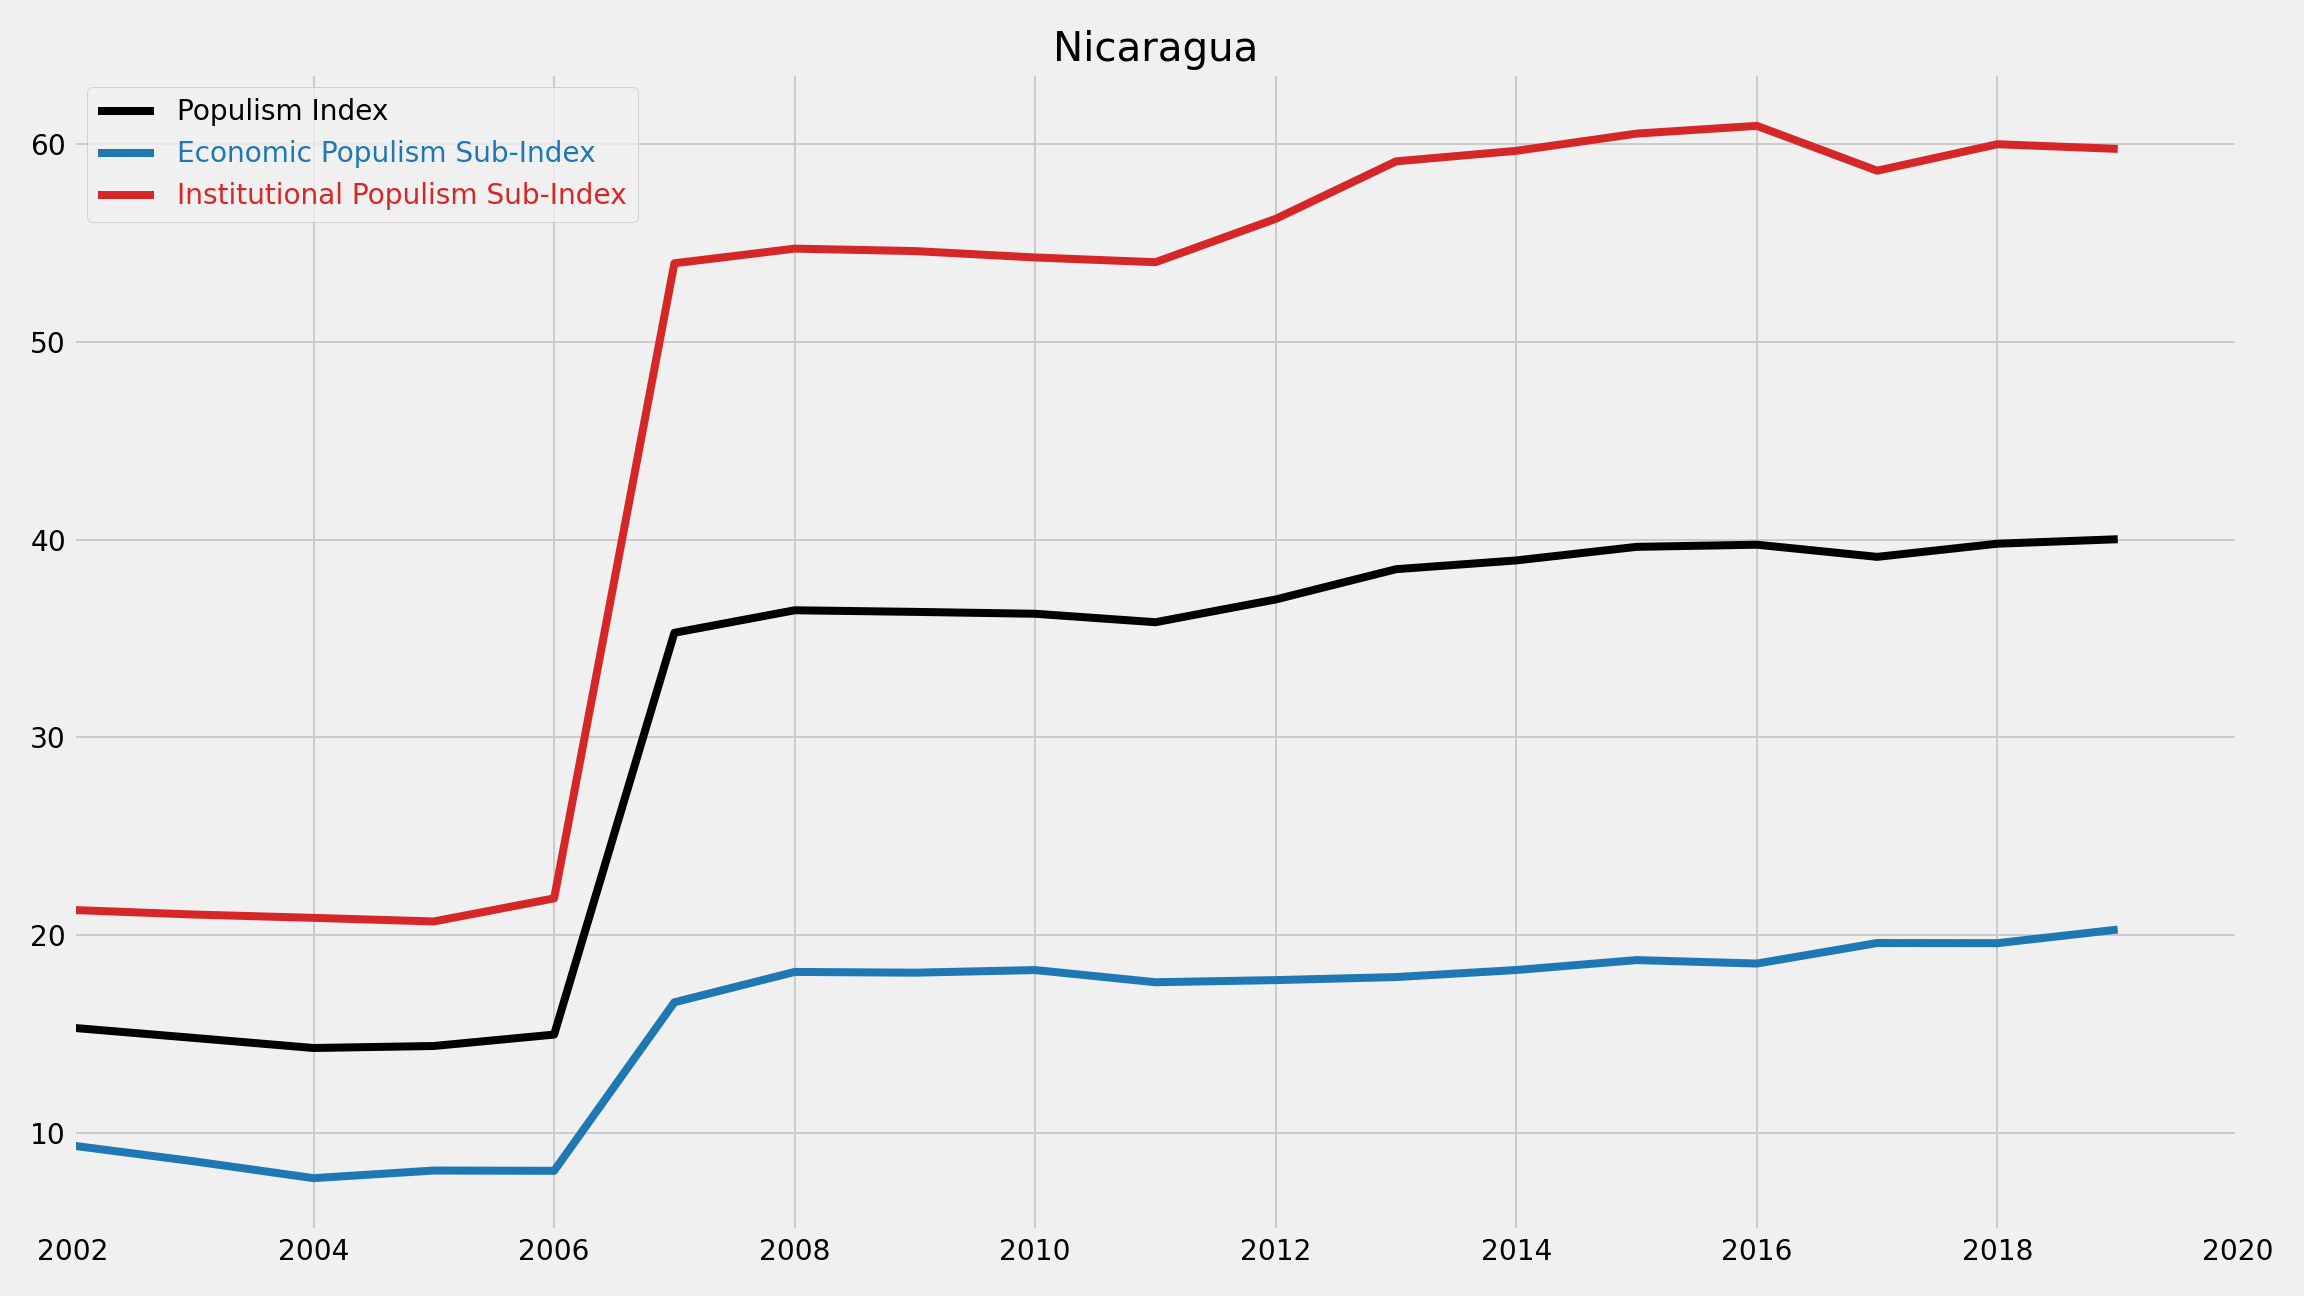 Nicaragua
Populism Index
Economic Populism Sub-Index
Institutional Populism Sub-Index
60
50
40
30
20
10
2002 2004 2006 2008 2010 2012 2014 2016 2018 2020